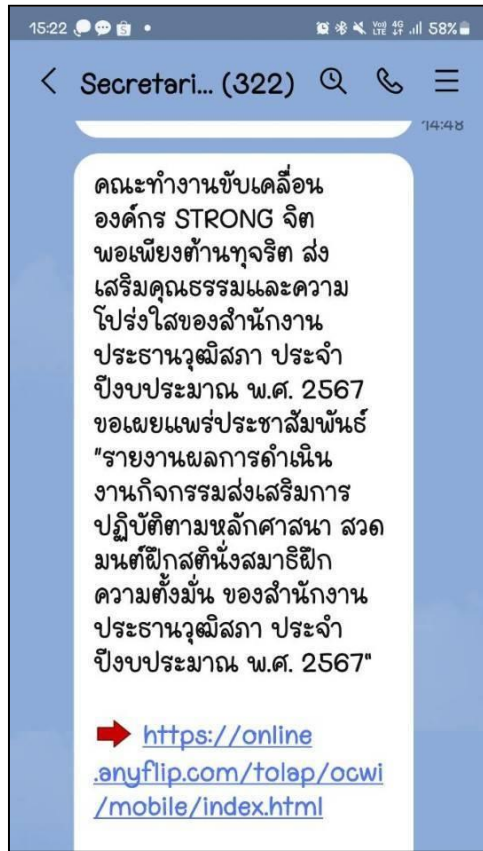 15:22 58%
Secretari... (322)
14:48
คณะทำงานขับเคลื่อน
องค์กร STRONG จิต
พอเพียงต้านทุจริต ส่ง
เสริมคุณธรรมและความ
โปร่งใสของสำนักงาน
ประธานวุฒิสภา ประจำ
ปีงบประมาณ พ.ศ. 2567
ขอเผยแพร่ประชาสัมพันธ์
"รายงานผลการดำเนิน
งานกิจกรรมส่งเสริมการ
ปฏิบัติตามหลักศาสนา สวด
มนต์ฝึกสตินั่งสมาธิฝึก
ความตั้งมั่น ของสำนักงาน
ประธานวุฒิสภา ประจำ
ปีงบประมาณ พ.ศ. 2567"
https://online
.anyflip.com/tolap/ocwi
/mobile/index.html